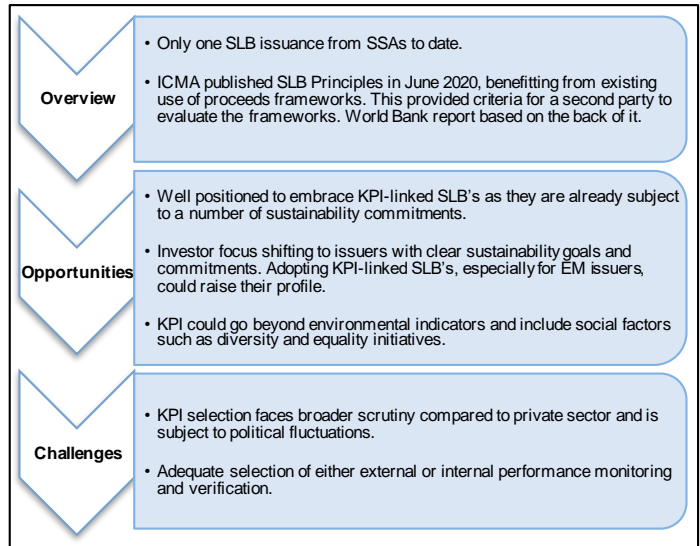 Overview
• Only one SLB issuance from SSAs to date.
• ICMA published SLB Principles in June 2020, benefitting from existing
use of proceeds frameworks. This provided criteria for a second party to
evaluate the frameworks. World Bank report based on the back of it.
Opportunities
• Well positioned to embrace KPI-linked SLB's as they are already subject
to a number of sustainability commitments.
• Investor focus shifting to issuers with clear sustainability goals and
commitments. Adopting KPI-linked SLB's, especially for EM issuers,
could raise their profile.
• KPI could go beyond environmental indicators and include social factors
such as diversity and equality initiatives.
Challenges
• KPI selection faces broader scrutiny compared to private sector and is
subject to political fluctuations.
• Adequate selection of either external or internal performance monitoring
and verification.